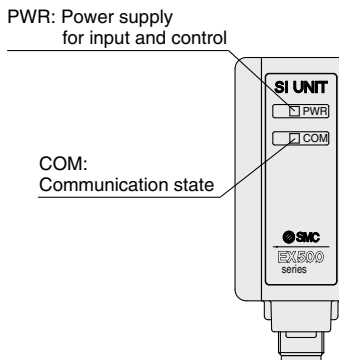 PWR: Power supply
for input and control
SI UNIT
PWR
COM
COM:
Communication state
SMC
EX500
series